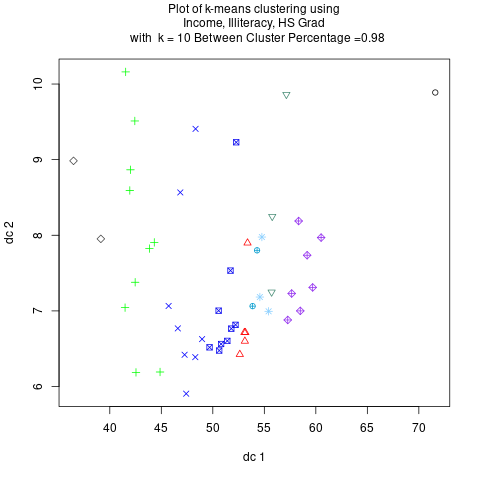 Plot of k-means clustering using
Income, Illiteracy, HS Grad
with  k = 10 Between Cluster Percentage =0.98
10
9
8
7
6
dc 2
40 45 50 55 60 65 70
dc 1